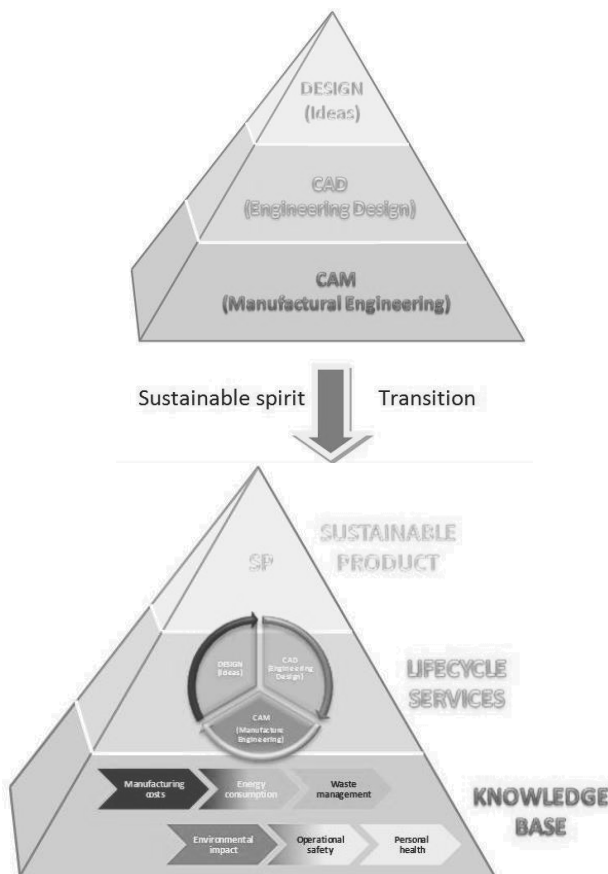 DESIGN
(Ideas)
CAD
(Engineering Design)
CAM
(Manufactural Engineering)
Sustainable spirit
Transition
SP
SUSTAINABLE
PRODUCT
DESIGN
(Ideas)
CAD
(Engineering
Design)
CAM
(Manufacture
Engineering)
LIFECYCLE
SERVICES
Manufacturing
costs
Energy
consumption
Waste
management
KNOWLEDGE
BASE
Environmental
impact
Operational
safety
Personal
health